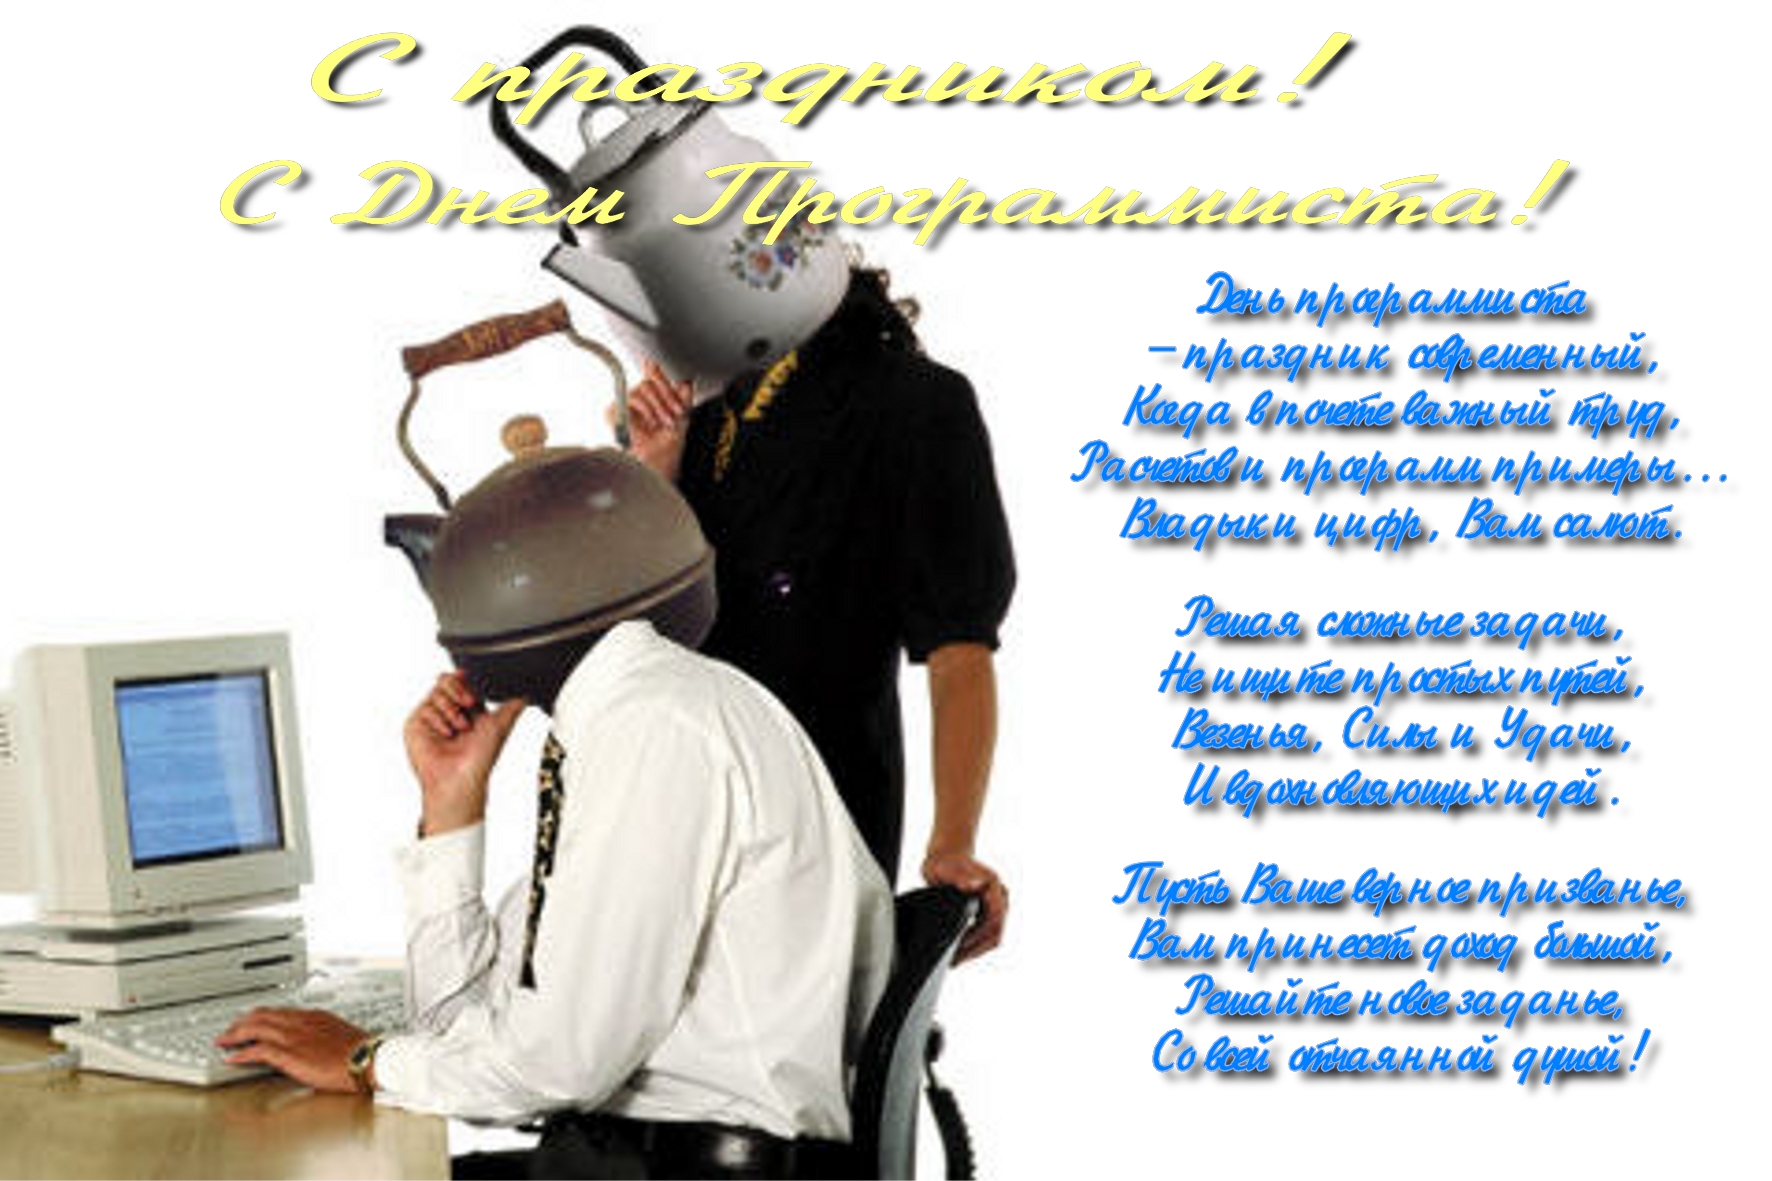 С праздником!
С Днем Программиста!
День программиста
– праздник современный,
Когда в почете важный труд,
Расчетов и программ примеры...
Владыки цифр, Вам салют.
Решая сложные задачи,
Не ищите простых путей,
Везенья, Силы и Удачи,
И вдохновляющих идей.
Пусть Ваше верное призванье,
Вам принесет доход большой,
Решайте новое заданье,
Со всей отчаянной душой!